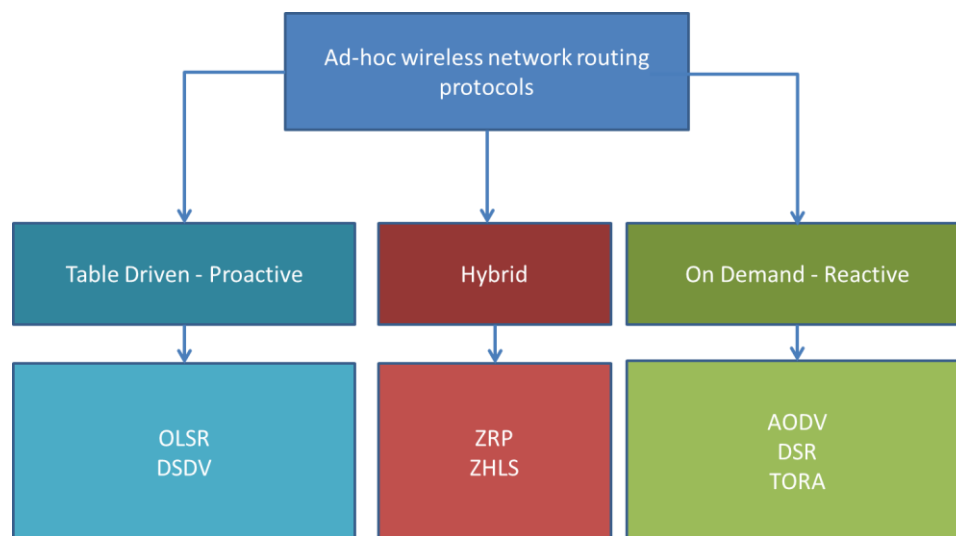 Ad-hoc wireless network routing
protocols
Table Driven - Proactive
Hybrid
On Demand - Reactive
OLSR
DSDV
ZRP
ZHLS
AODV
DSR
TORA